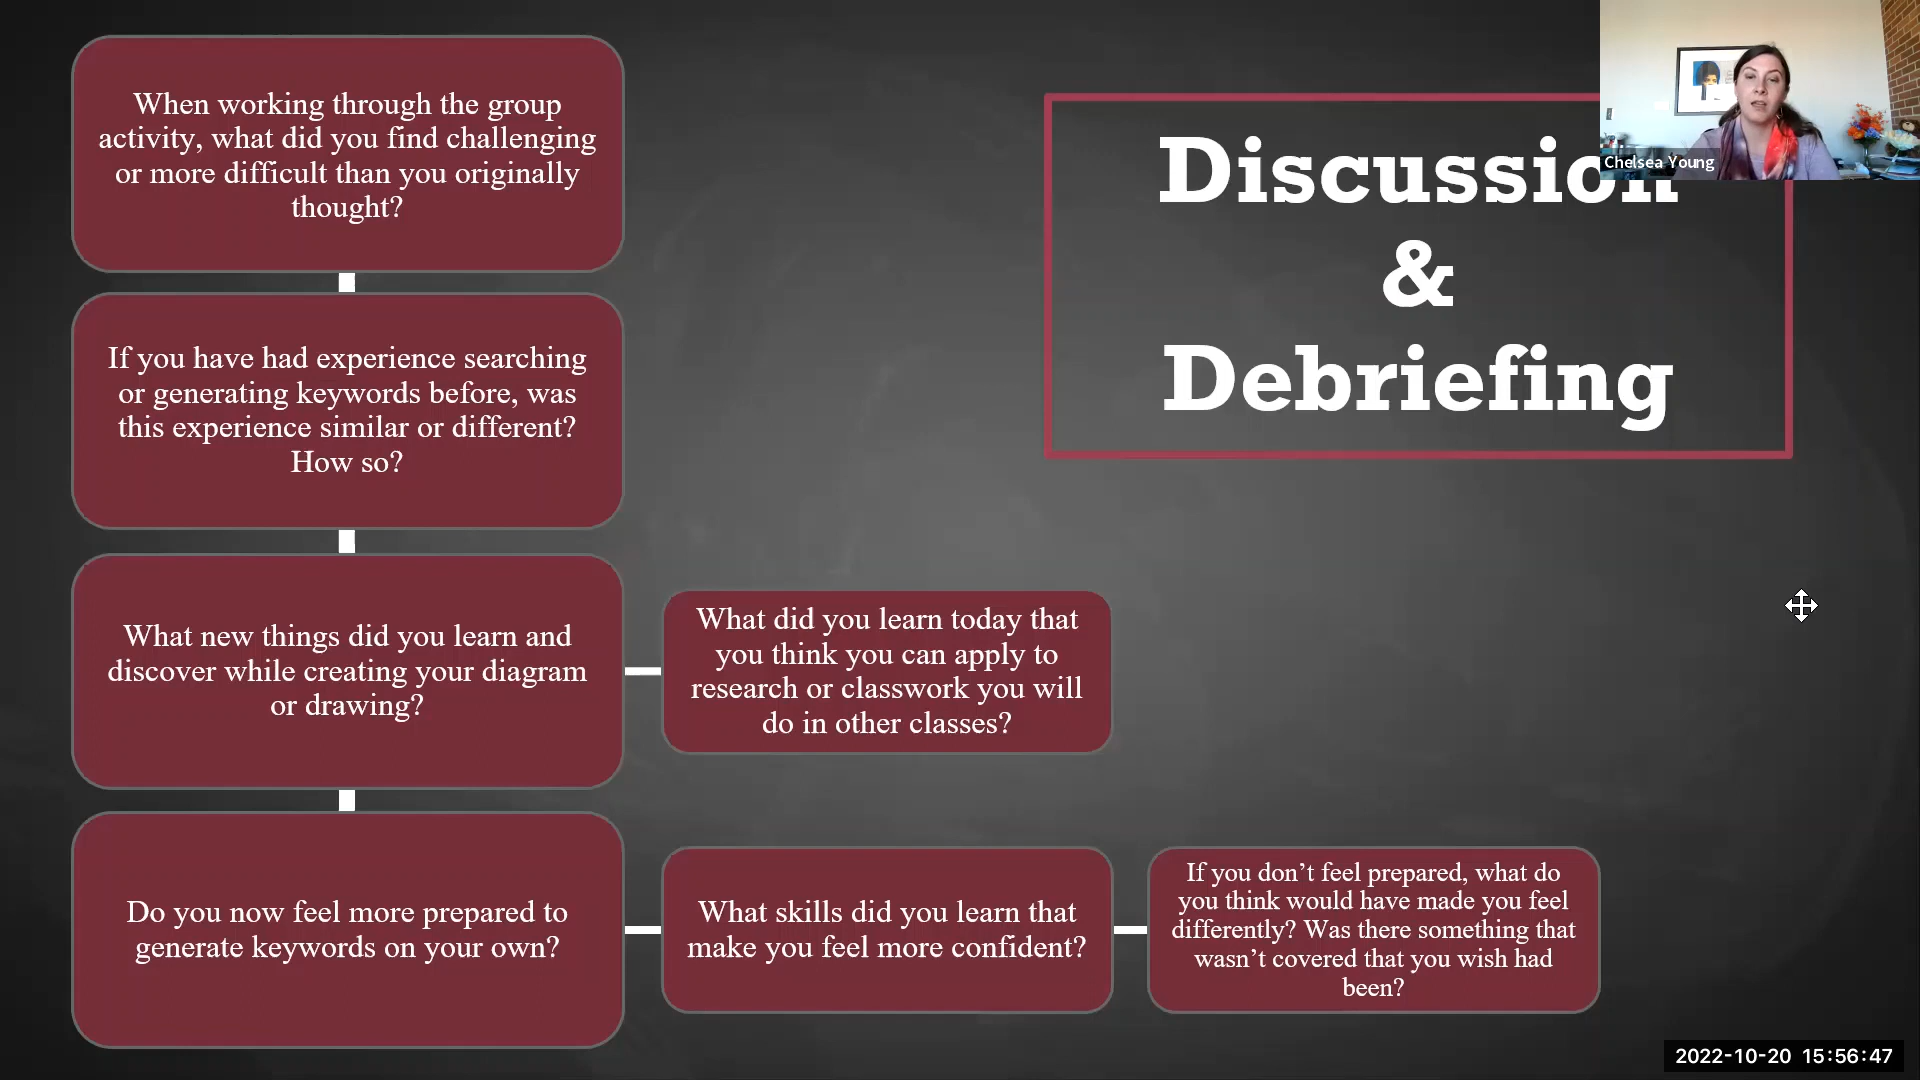 When working through the group
activity, what did you find challenging
or more difficult than you originally
thought?
If you have had experience searching
or generating keywords before, was
this experience similar or different?
How so?
What new things did you learn and
discover while creating your diagram
or drawing?
What did you learn today that
you think you can apply to
research or classwork you will
do in other classes?
Do you now feel more prepared to
generate keywords on your own?
What skills did you learn that
make you feel more confident?
If you don’t feel prepared, what do
you think would have made you feel
differently? Was there something that
wasn’t covered that you wish had
been?
Discussion
&
Debriefing
Chelsea Young
2022-10-20 15:56:47